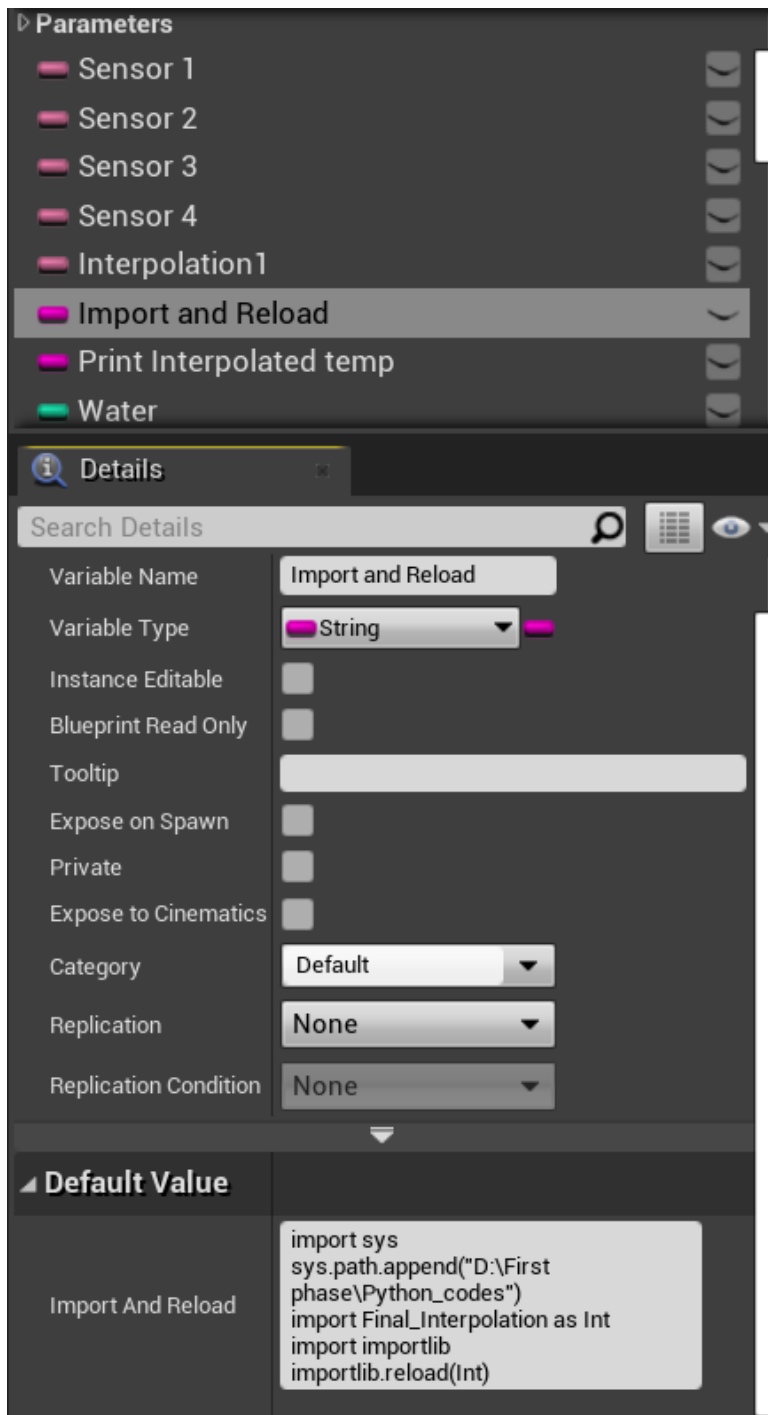 Parameters
Sensor 1
Sensor 2
Sensor 3
Sensor 4
Interpolation1
Import and Reload
Print Interpolated temp
Water
Details
Search Details
Variable Name Import and Reload
Variable Type String
Instance Editable
Blueprint Read Only
Tooltip
Expose on Spawn
Private
Expose to Cinematics
Category Default
Replication None
Replication Condition None
Default Value
Import And Reload
import sys
sys.path.append("D:\First
phase\Python_codes")
import Final_Interpolation as Int
import importlib
importlib.reload(Int)